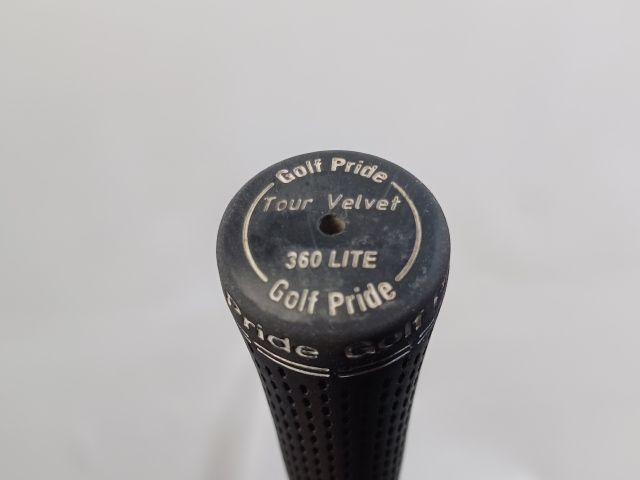 Golf Pride
Tour Velvet
360 LITE
Golf Pride
Pride Golf